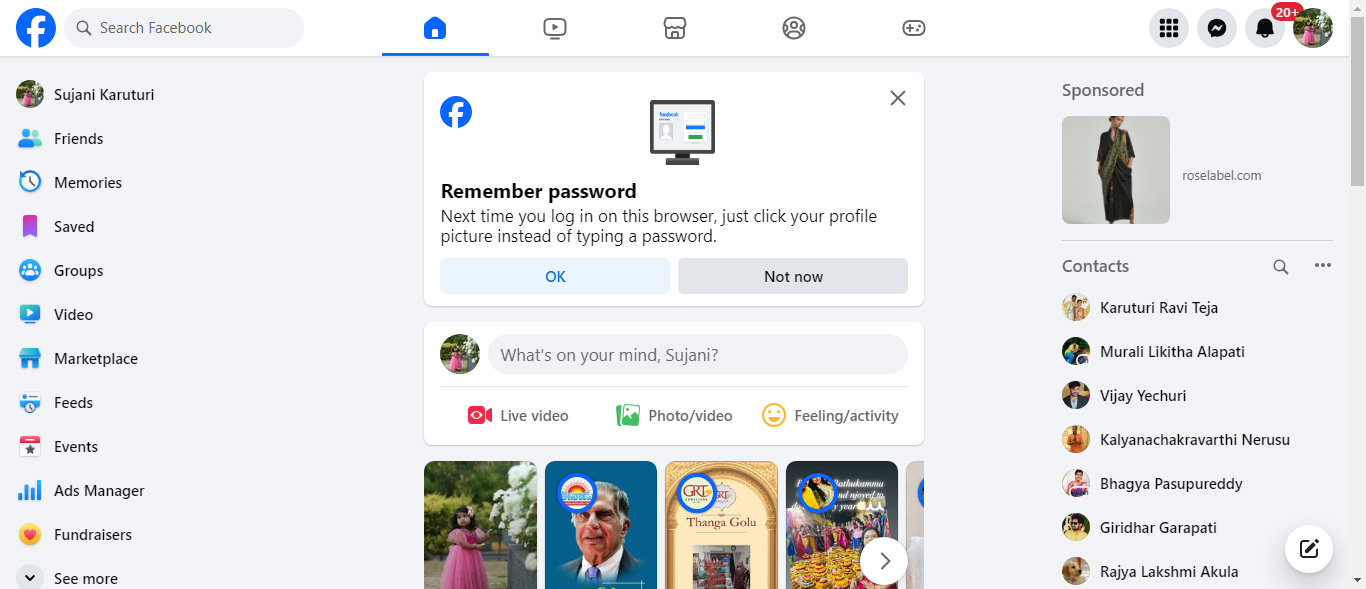 Search Facebook
20+
Sujani Karuturi
Friends
Memories
Saved
Groups
Video
Marketplace
Feeds
Events
Ads Manager
Fundraisers
See more
facebook
Remember password
Next time you log in on this browser, just click your profile
picture instead of typing a password.
OK
Not now
What's on your mind, Sujani?
Live video
Photo/video
Feeling/activity
GRT
Thanga Golu
Sponsored
roselabel.com
Contacts
Karuturi Ravi Teja
Murali Likitha Alapati
Vijay Yechuri
Kalyanachakravarthi Nerusu
Bhagya Pasupureddy
Giridhar Garapati
Rajya Lakshmi Akula